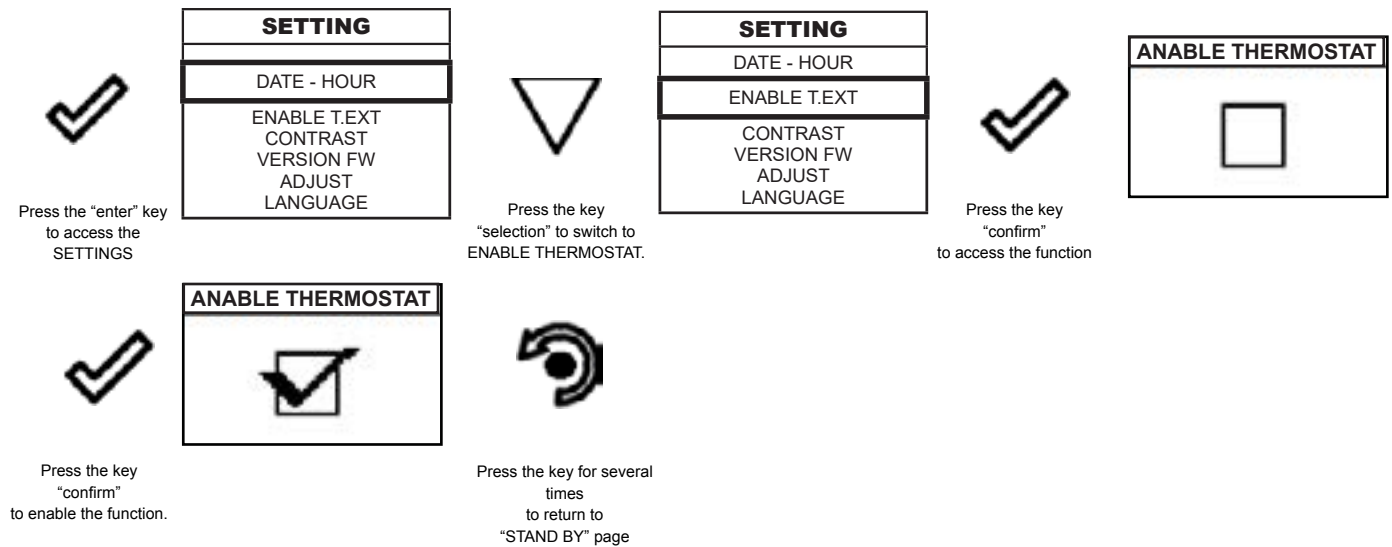 Press the “enter” key
to access the
SETTINGS
SETTING
DATE - HOUR
ENABLE T.EXT
CONTRAST
VERSION FW
ADJUST
LANGUAGE
Press the key
“selection” to switch to
ENABLE THERMOSTAT.
SETTING
DATE - HOUR
ENABLE T.EXT
CONTRAST
VERSION FW
ADJUST
LANGUAGE
Press the key
“confirm”
to access the function
ANABLE THERMOSTAT
Press the key
“confirm”
to enable the function.
ANABLE THERMOSTAT
Press the key for several
times
to return to
“STAND BY” page